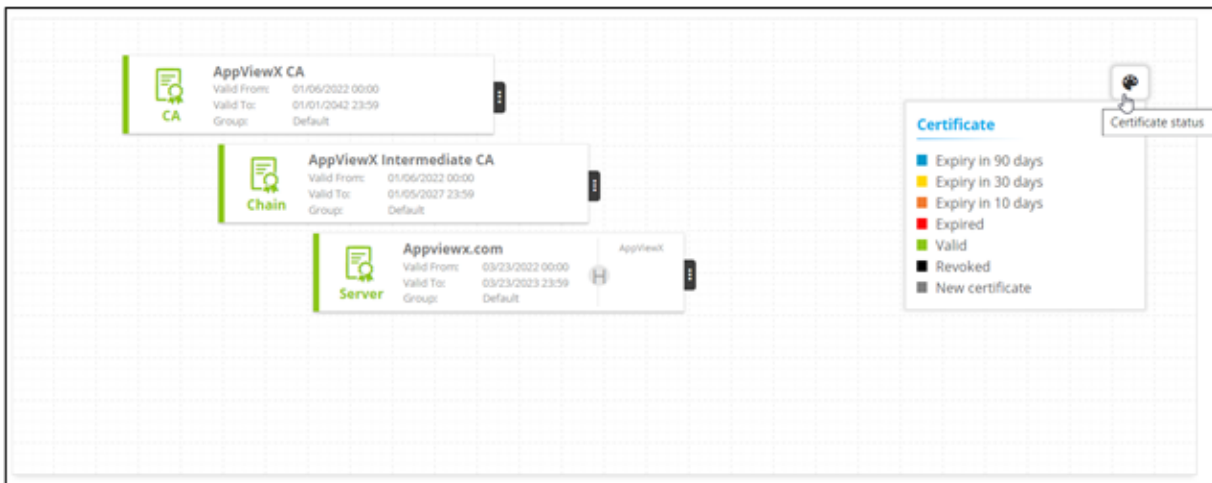 AppViewX CA
Valid From: 01/06/2022 00:00
Valid To: 01/01/2042 23:59
Group: Default
CA
AppViewX Intermediate CA
Valid From: 01/06/2022 00:00
Valid To: 01/05/2027 23:59
Group: Default
Chain
Appviewx.com
Valid From: 03/23/2022 00:00
Valid To: 03/23/2023 23:59
Group: Default
Server
AppViewX
H
Certificate status
Certificate
Expiry in 90 days
Expiry in 30 days
Expiry in 10 days
Expired
Valid
Revoked
New certificate